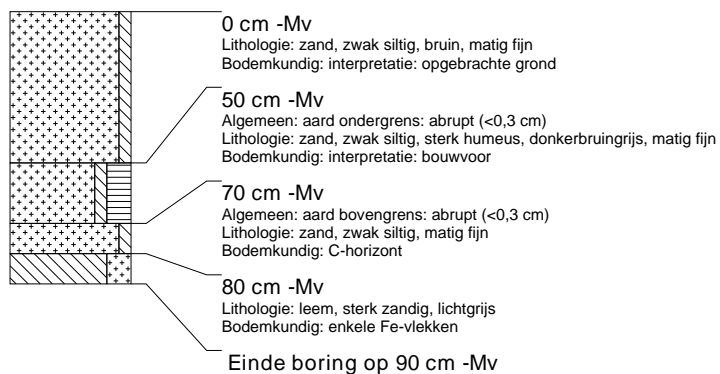 0 cm -Mv
Lithologie: zand, zwak siltig, bruin, matig fijn
Bodemkundig: interpretatie: opgebrachte grond
50 cm -Mv
Algemeen: aard ondergrens: abrupt (<0,3 cm)
Lithologie: zand, zwak siltig, sterk humeus, donkerbruingrijs, matig fijn
Bodemkundig: interpretatie: bouwvoor
70 cm -Mv
Algemeen: aard bovengrens: abrupt (<0,3 cm)
Lithologie: zand, zwak siltig, matig fijn
Bodemkundig: C-horizont
80 cm -Mv
Lithologie: leem, sterk zandig, lichtgrijs
Bodemkundig: enkele Fe-vlekken
Einde boring op 90 cm -Mv